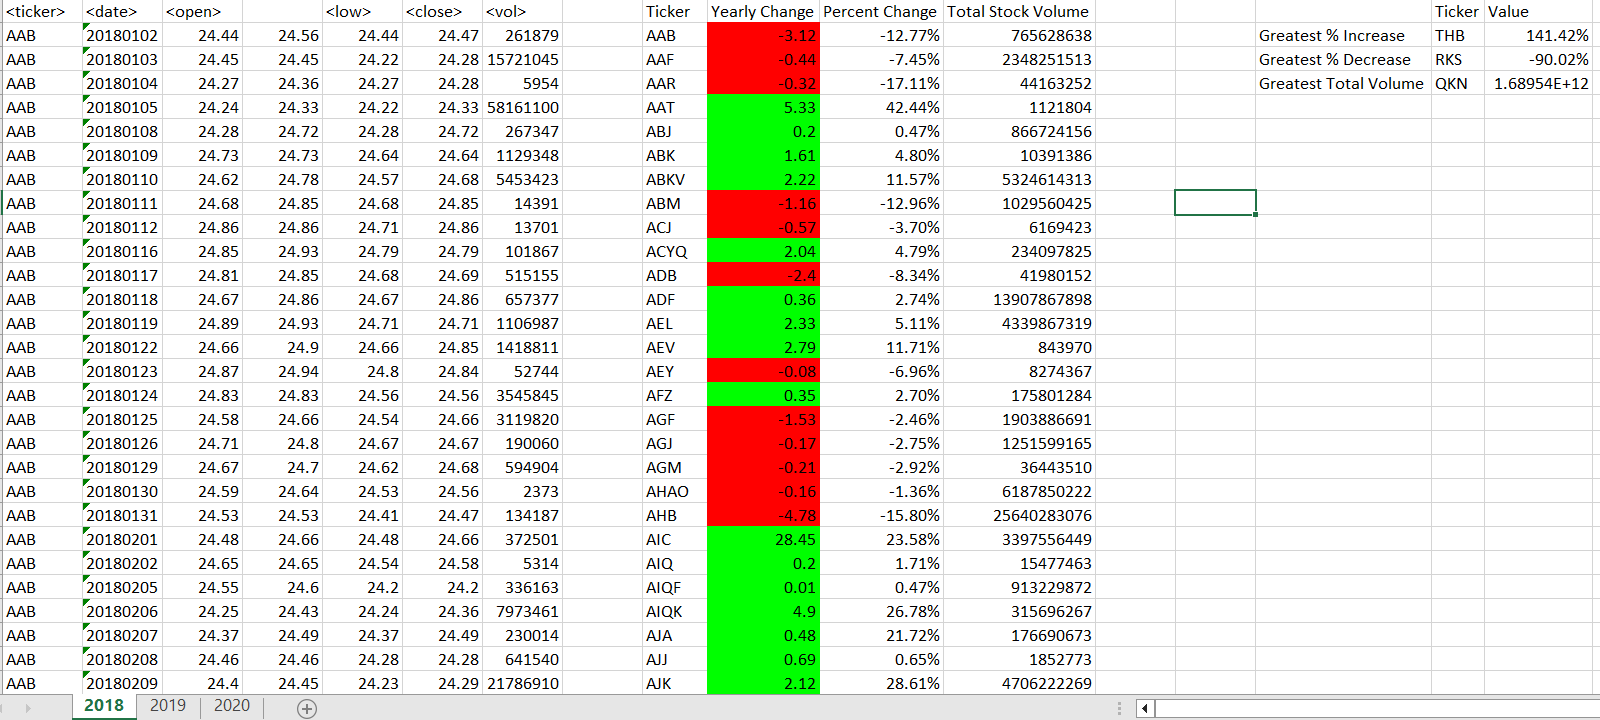 <ticker> <date> <open> <low> <close> <vol> Ticker Yearly Change Percent Change Total Stock Volume Ticker Value
AAB 20180102 24.44 24.56 24.44 24.47 261879 AAB -3.12 -12.77% 765628638 Greatest % Increase THB 141.42%
AAB 20180103 24.45 24.45 24.22 24.28 15721045 AAF -0.44 -7.45% 2348251513 Greatest % Decrease RKS -90.02%
AAB 20180104 24.27 24.36 24.27 24.28 5954 AAR -0.32 -17.11% 44163252 Greatest Total Volume QKN 1.68954E+12
AAB 20180105 24.24 24.33 24.22 24.33 58161100 AAT 5.33 42.44% 1121804
AAB 20180108 24.28 24.72 24.28 24.72 267347 ABJ 0.2 0.47% 866724156
AAB 20180109 24.73 24.73 24.64 24.64 1129348 ABK 1.61 4.80% 10391386
AAB 20180110 24.62 24.78 24.57 24.68 5453423 ABKV 2.22 11.57% 5324614313
AAB 20180111 24.68 24.85 24.68 24.85 14391 ABM -1.16 -12.96% 1029560425
AAB 20180112 24.86 24.86 24.71 24.86 13701 ACJ -0.57 -3.70% 6169423
AAB 20180116 24.85 24.93 24.79 24.79 101867 ACYQ 2.04 4.79% 234097825
AAB 20180117 24.81 24.85 24.68 24.69 515155 ADB -2.4 -8.34% 41980152
AAB 20180118 24.67 24.86 24.67 24.86 657377 ADF 0.36 2.74% 13907867898
AAB 20180119 24.89 24.93 24.71 24.71 1106987 AEL 2.33 5.11% 4339867319
AAB 20180122 24.66 24.9 24.66 24.85 1418811 AEV 2.79 11.71% 843970
AAB 20180123 24.87 24.94 24.8 24.84 52744 AEY -0.08 -6.96% 8274367
AAB 20180124 24.83 24.83 24.56 24.56 3545845 AFZ 0.35 2.70% 175801284
AAB 20180125 24.58 24.66 24.54 24.66 3119820 AGF -1.53 -2.46% 1903886691
AAB 20180126 24.71 24.8 24.67 24.67 190060 AGJ -0.17 -2.75% 1251599165
AAB 20180129 24.67 24.7 24.62 24.68 594904 AGM -0.21 -2.92% 36443510
AAB 20180130 24.59 24.64 24.53 24.56 2373 AHAO -0.16 -1.36% 6187850222
AAB 20180131 24.53 24.53 24.41 24.47 134187 AHB -4.78 -15.80% 25640283076
AAB 20180201 24.48 24.66 24.48 24.66 372501 AIC 28.45 23.58% 3397556449
AAB 20180202 24.65 24.65 24.54 24.58 5314 AIQ 0.2 1.71% 15477463
AAB 20180205 24.55 24.6 24.2 24.2 336163 AIQF 0.01 0.47% 913229872
AAB 20180206 24.25 24.43 24.24 24.36 7973461 AIQK 4.9 26.78% 315696267
AAB 20180207 24.37 24.49 24.37 24.49 230014 AJA 0.48 21.72% 176690673
AAB 20180208 24.46 24.46 24.28 24.28 641540 AJJ 0.69 0.65% 1852773
AAB 20180209 24.4 24.45 24.23 24.29 21786910 AJK 2.12 28.61% 4706222269
2018 2019 2020